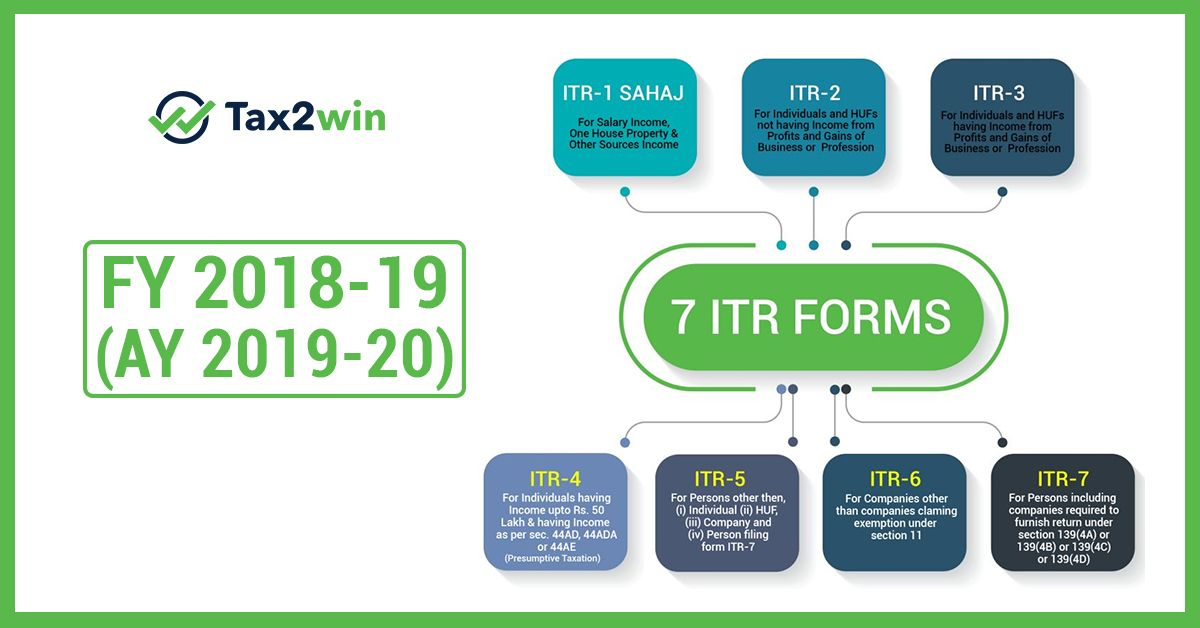 Tax2win
FY 2018-19
(AY 2019-20)
ITR-1 SAHAJ
For Salary Income,
One House Property &
Other Sources Income
ITR-2
For Individuals and HUFs
not having Income from
Profits and Gains of
Business or Profession
ITR-3
For Individuals and HUFs
having Income from
Profits and Gains of
Business or Profession
7 ITR FORMS
ITR-4
For Individuals having
Income upto Rs. 50
Lakh & having Income
as per sec. 44AD, 44ADA
or 44AE
(Presumptive Taxation)
ITR-5
For Persons other then,
(i) Individual (ii) HUF,
(iii) Company and
(iv) Person filing
form ITR-7
ITR-6
For Companies other
than companies claming
exemption under
section 11
ITR-7
For Persons including
companies required to
furnish return under
section 139(4A) or
139(4B) or 139(4C)
or 139(4D)